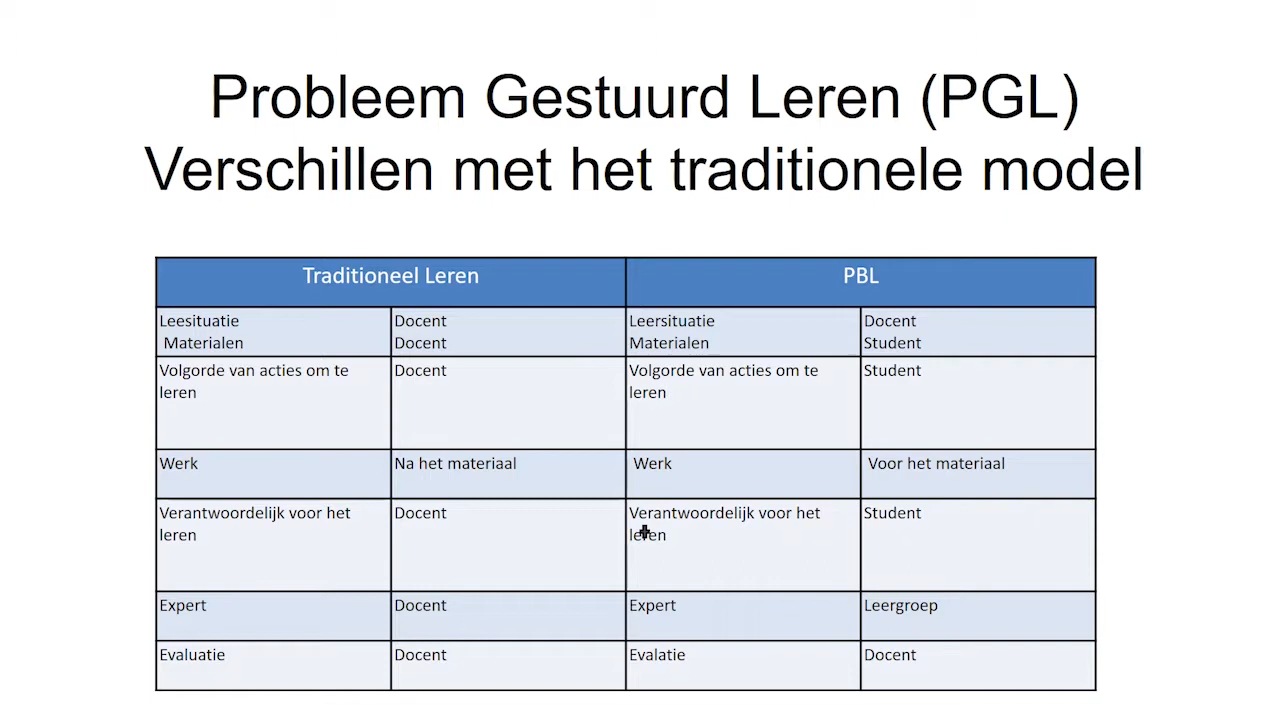 Probleem Gestuurd Leren (PGL)
Verschillen met het traditionele model
Traditioneel Leren PBL
Leesituatie Docent Leersituatie Docent
Materialen Docent Materialen Student
Volgorde van acties om te Docent Volgorde van acties om te Student
leren leren
Werk Na het materiaal Werk Voor het materiaal
Verantwoordelijk voor het Docent Verantwoordelijk voor het Student
leren leren
Expert Docent Expert Leergroep
Evaluatie Docent Evalatie Docent